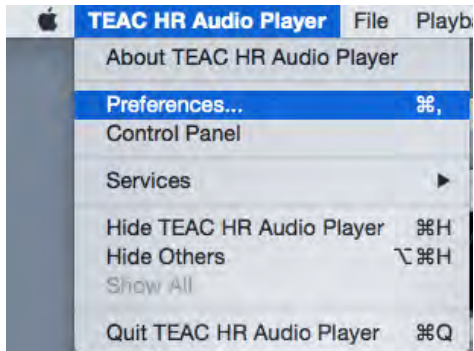 TEAC HR Audio Player File Playb
About TEAC HR Audio Player
Preferences... ⌘,
Control Panel
Services
Hide TEAC HR Audio Player ⌘H
Hide Others ⌥⌘H
Show All
Quit TEAC HR Audio Player ⌘Q